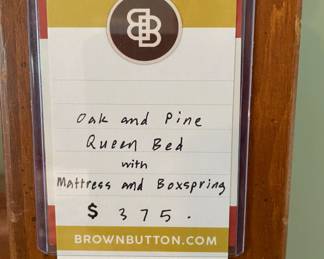 Oak and Pine
Queen Bed
with
Mattress and Boxspring
$ 375.
BROWNBUTTON.COM